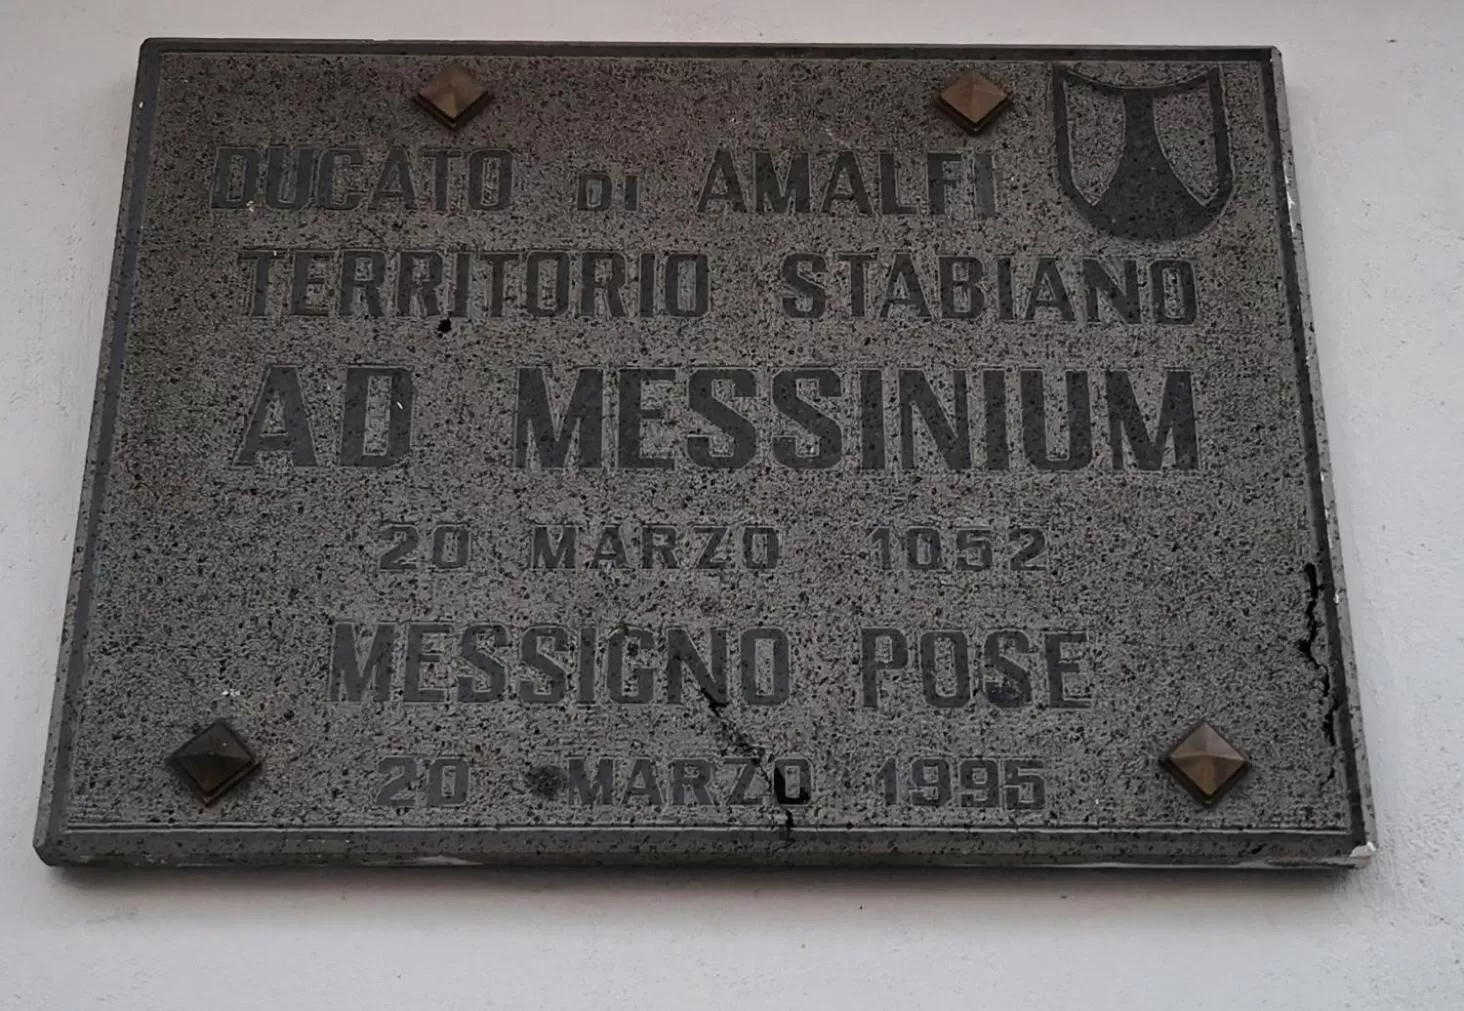 DUCATO DI AMALFI
TERRITORIO STABIANO
AD MESSINIUM
20 MARZO 1052
MESSIGNO POSE
20 MARZO 1995